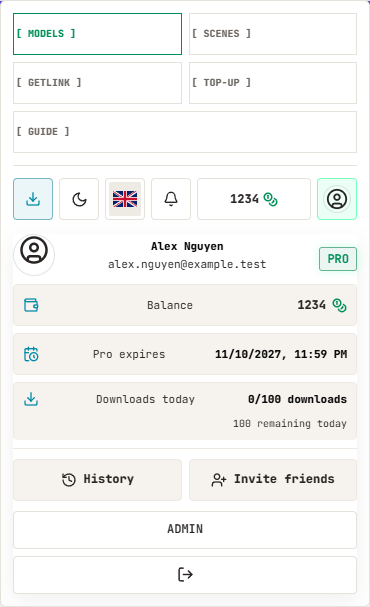 [ MODELS ]
[ SCENES ]
[ GETLINK ]
[ TOP-UP ]
[ GUIDE ]
1234
Alex Nguyen
alex.nguyen@example.test
PRO
Balance
1234
Pro expires
11/10/2027, 11:59 PM
Downloads today
0/100 downloads
100 remaining today
History
Invite friends
ADMIN